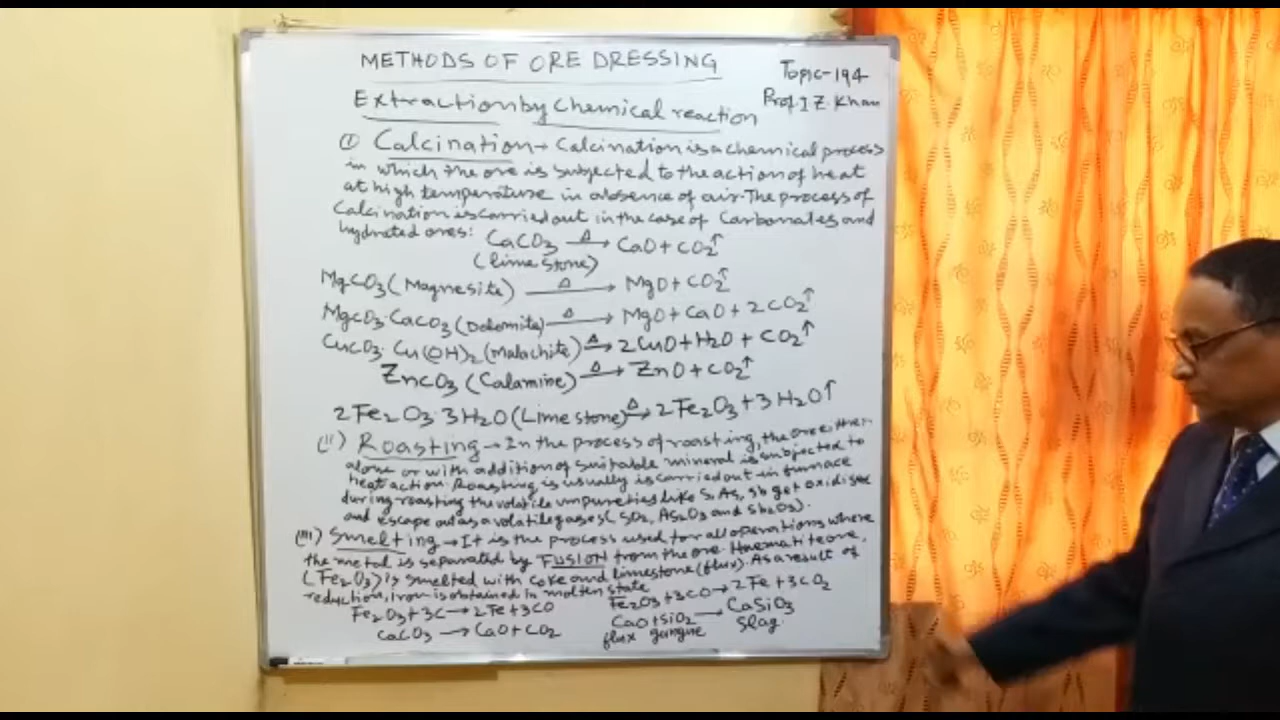 METHODS OF ORE DRESSING
Topic-194
Prof. I Z. Khan
Extraction by Chemical reaction
(I) Calcination → Calcination is a chemical process
in which the ore is subjected to the action of heat
at high temperature in absence of air. The process of
Calcination is carried out in the case of Carbonates and
hydrated ores: CaCO₃ —Δ→ CaO + CO₂↑
(lime stone)
MgCO₃ (Magnesite) —Δ→ MgO + CO₂↑
MgCO₃·CaCO₃ (Dolomite) —Δ→ MgO + CaO + 2CO₂↑
CuCO₃·Cu(OH)₂ (Malachite) —Δ→ 2CuO + H₂O + CO₂↑
ZnCO₃ (Calamine) —Δ→ ZnO + CO₂↑
2Fe₂O₃·3H₂O (Lime stone) —Δ→ 2Fe₂O₃ + 3H₂O↑
(II) Roasting → In the process of roasting, the ore either
alone or with addition of suitable mineral is subjected to
heat action. Roasting is usually is carried out in furnace
during roasting the volatile impureties like S, As, Sb get oxidised
and escape out as a volatile gases (SO₂, As₂O₃ and Sb₂O₃).
(III) Smelting → It is the process used for all operations where
the metal is separated by FUSION from the ore. Haematite ore,
(Fe₂O₃) is smelted with coke and limestone (flux). As a result of
reduction, iron is obtained in molten state
Fe₂O₃ + 3C → 2Fe + 3CO
Fe₂O₃ + 3CO → 2Fe + 3CO₂
CaCO₃ → CaO + CO₂
CaO + SiO₂ → CaSiO₃
flux gangue Slag